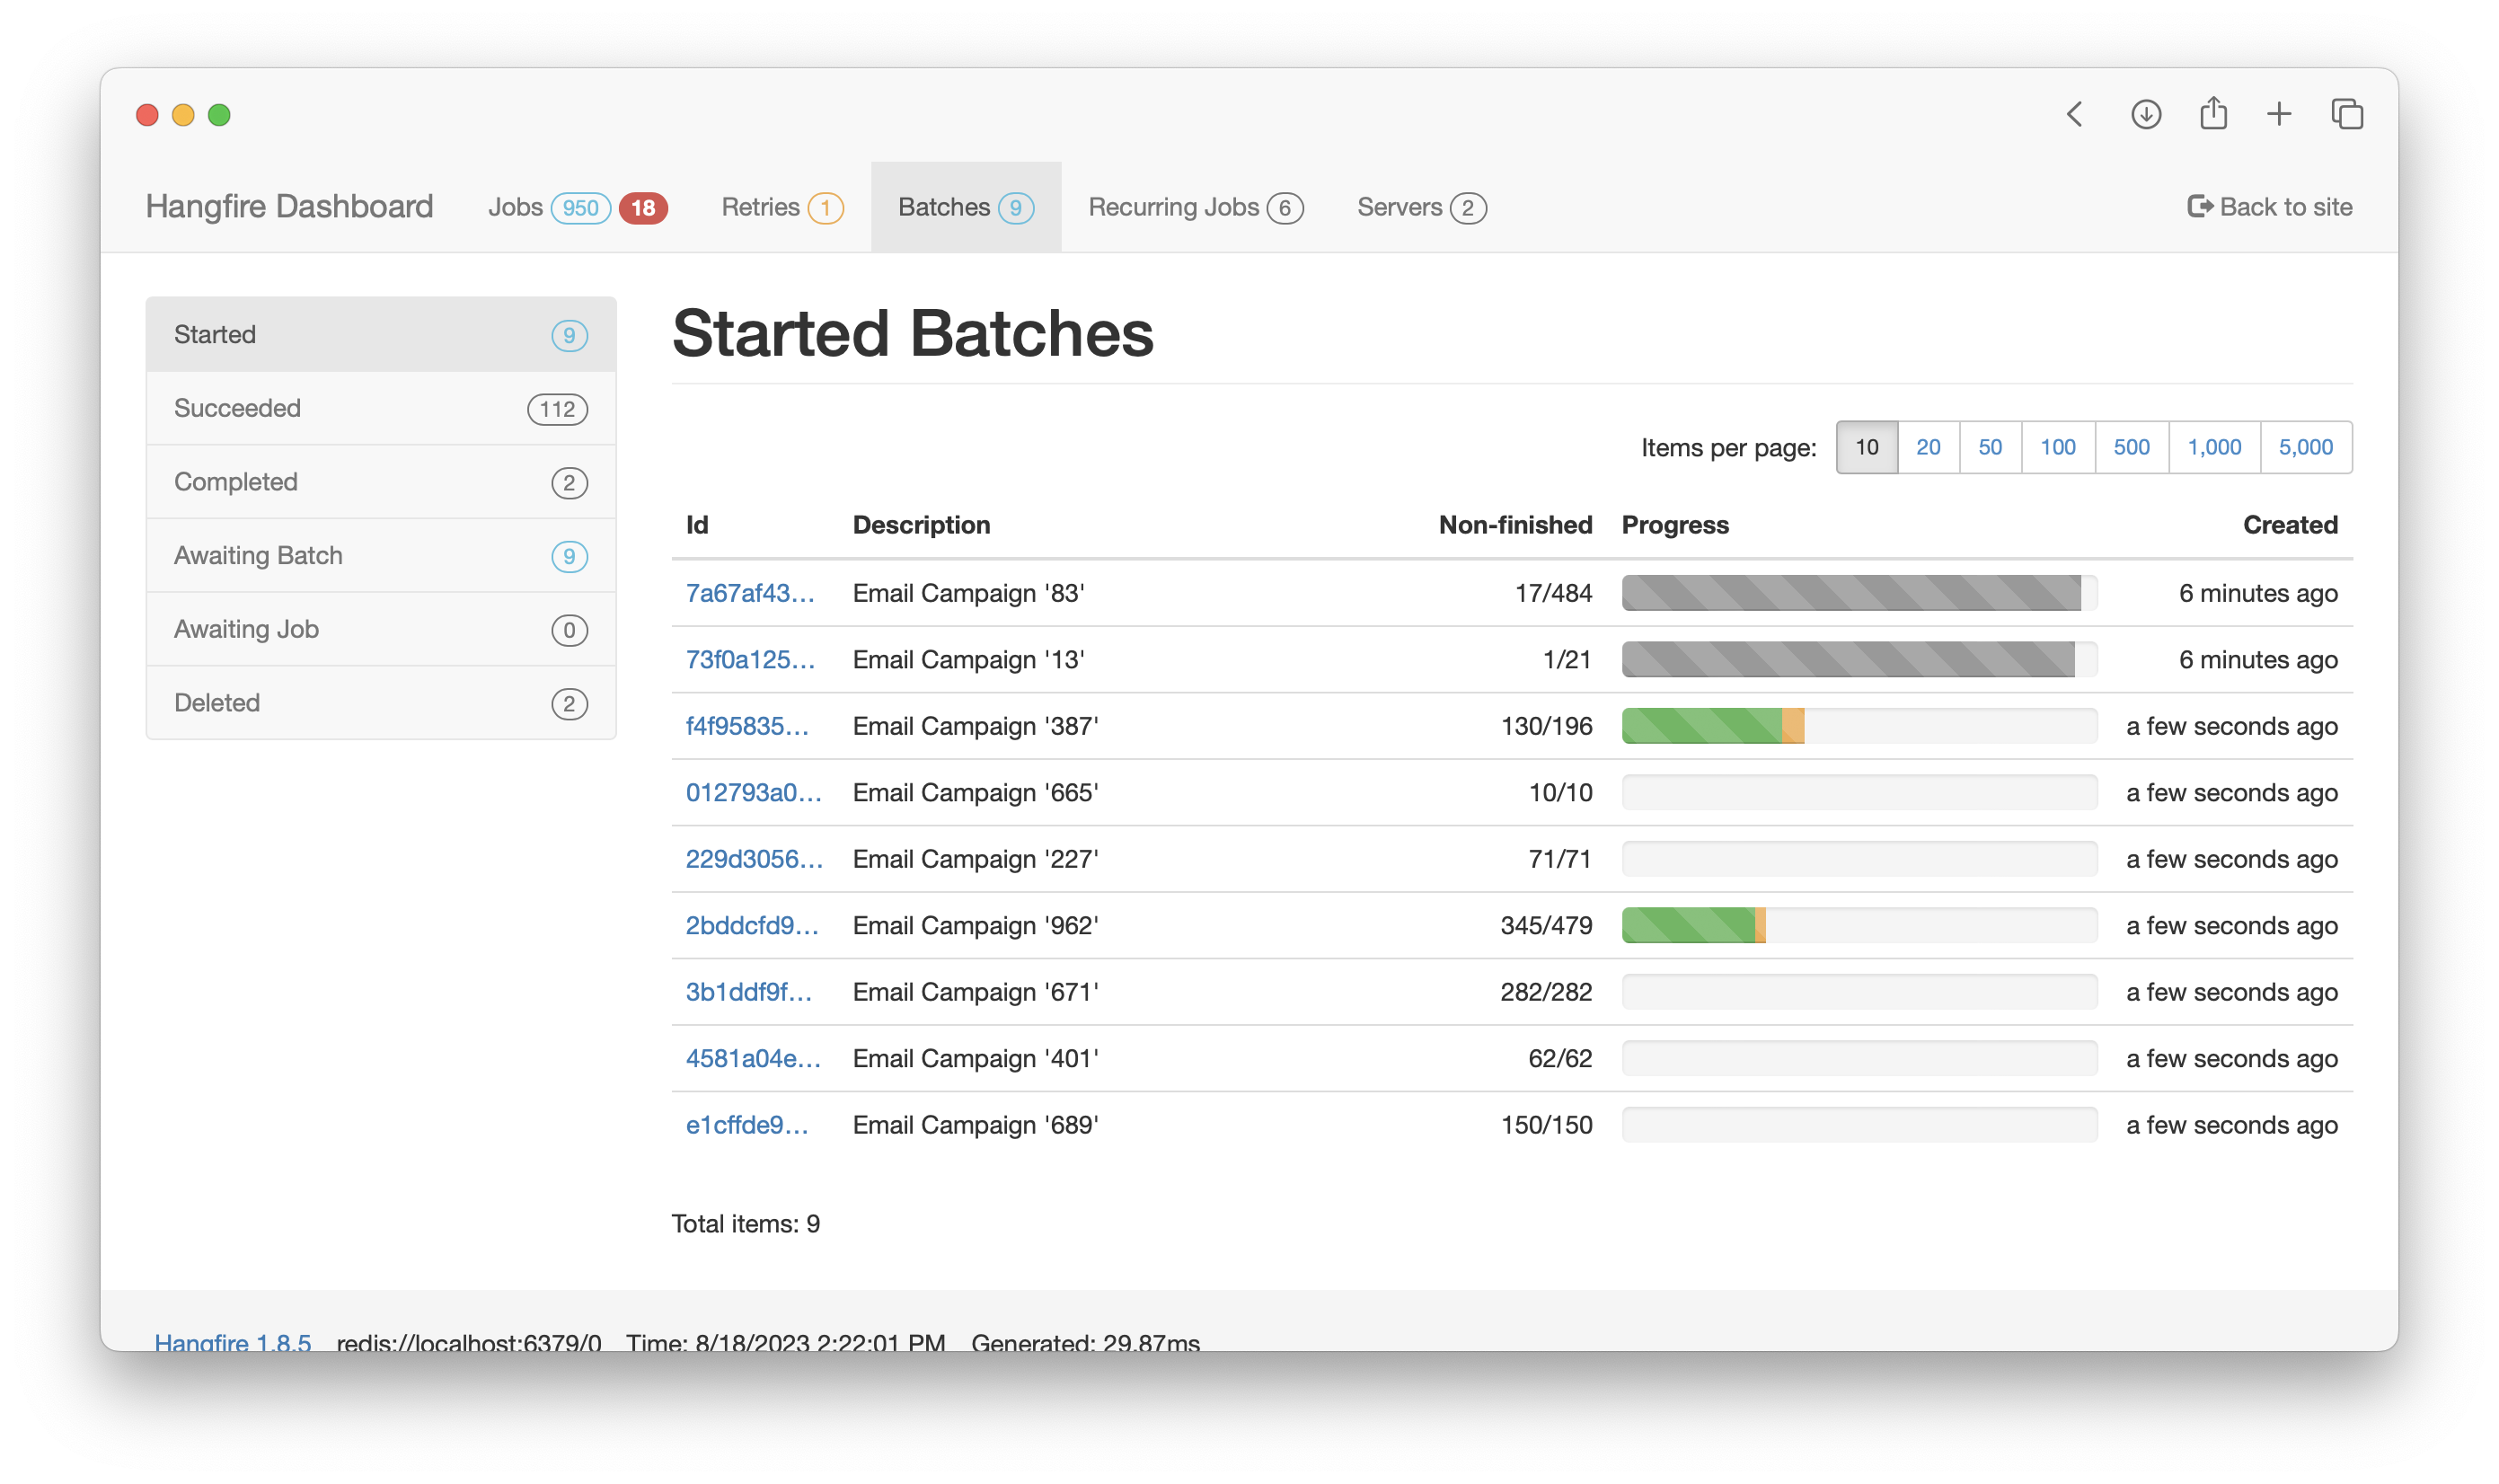 Hangfire Dashboard Jobs 950 18 Retries 1 Batches 9 Recurring Jobs 6 Servers 2 Back to site
Started 9
Succeeded 112
Completed 2
Awaiting Batch 9
Awaiting Job 0
Deleted 2
Started Batches
Items per page: 10 20 50 100 500 1,000 5,000
Id Description Non-finished Progress Created
7a67af43... Email Campaign '83' 17/484 6 minutes ago
73f0a125... Email Campaign '13' 1/21 6 minutes ago
f4f95835... Email Campaign '387' 130/196 a few seconds ago
012793a0... Email Campaign '665' 10/10 a few seconds ago
229d3056... Email Campaign '227' 71/71 a few seconds ago
2bddcfd9... Email Campaign '962' 345/479 a few seconds ago
3b1ddf9f... Email Campaign '671' 282/282 a few seconds ago
4581a04e... Email Campaign '401' 62/62 a few seconds ago
e1cffde9... Email Campaign '689' 150/150 a few seconds ago
Total items: 9
Hangfire 1.8.5 redis://localhost:6379/0 Time: 8/18/2023 2:22:01 PM Generated: 29.87ms